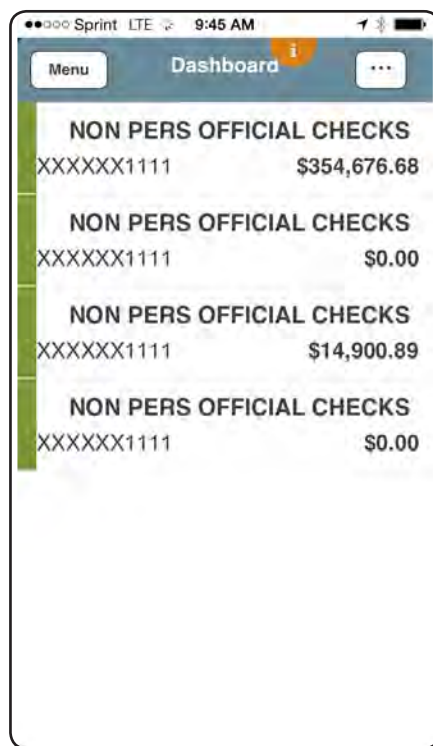 Sprint LTE 9:45 AM
i
Menu Dashboard ...
NON PERS OFFICIAL CHECKS
XXXXXX1111 $354,676.68
NON PERS OFFICIAL CHECKS
XXXXXX1111 $0.00
NON PERS OFFICIAL CHECKS
XXXXXX1111 $14,900.89
NON PERS OFFICIAL CHECKS
XXXXXX1111 $0.00